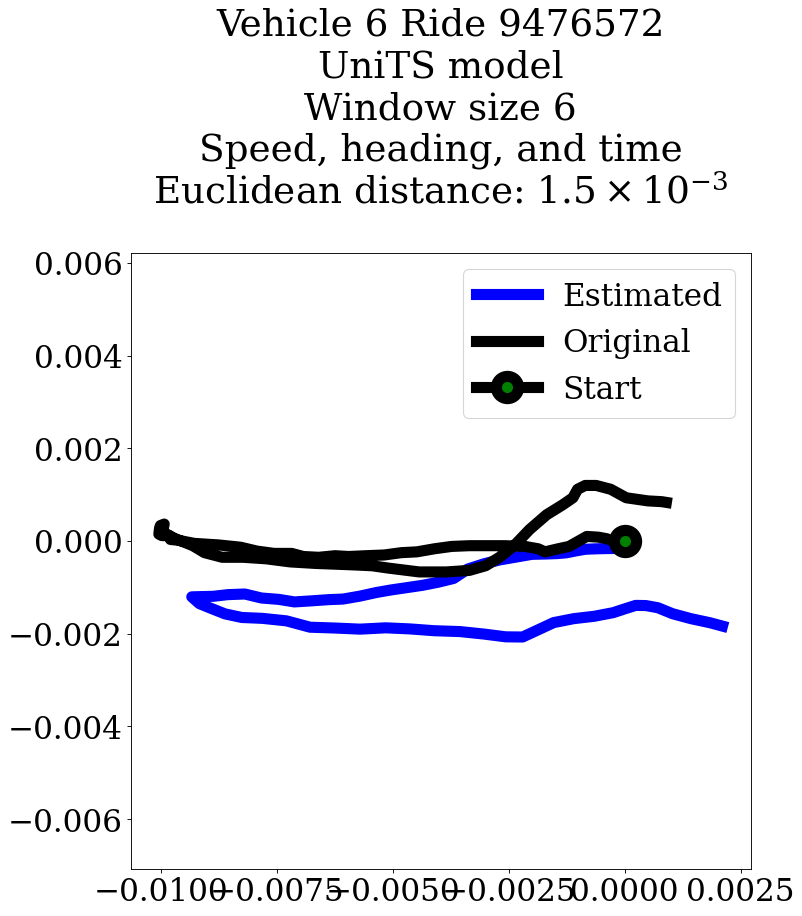 Vehicle 6 Ride 9476572
UniTS model
Window size 6
Speed, heading, and time
Euclidean distance: 1.5 × 10⁻³
0.006
Estimated
Original
Start
0.004
0.002
0.000
−0.002
−0.004
−0.006
−0.0100 −0.0075 −0.0050 −0.0025 0.0000 0.0025